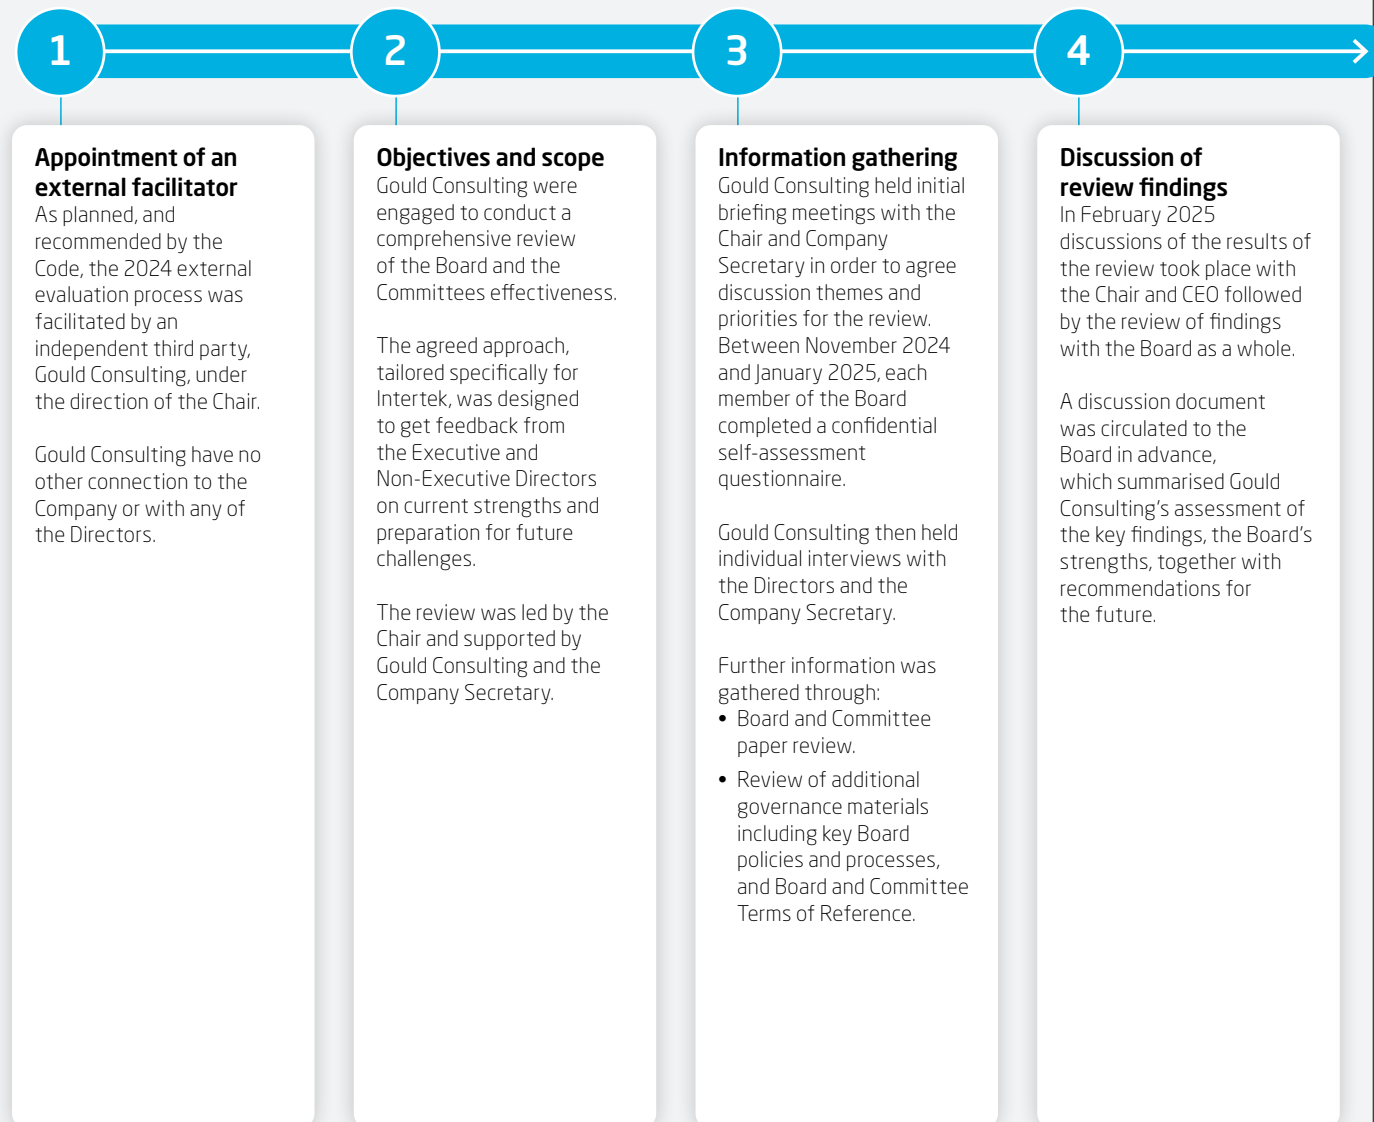 1
2
3
4
Appointment of an
external facilitator
As planned, and
recommended by the
Code, the 2024 external
evaluation process was
facilitated by an
independent third party,
Gould Consulting, under
the direction of the Chair.
Gould Consulting have no
other connection to the
Company or with any of
the Directors.
Objectives and scope
Gould Consulting were
engaged to conduct a
comprehensive review
of the Board and the
Committees effectiveness.
The agreed approach,
tailored specifically for
Intertek, was designed
to get feedback from
the Executive and
Non-Executive Directors
on current strengths and
preparation for future
challenges.
The review was led by the
Chair and supported by
Gould Consulting and the
Company Secretary.
Information gathering
Gould Consulting held initial
briefing meetings with the
Chair and Company
Secretary in order to agree
discussion themes and
priorities for the review.
Between November 2024
and January 2025, each
member of the Board
completed a confidential
self-assessment
questionnaire.
Gould Consulting then held
individual interviews with
the Directors and the
Company Secretary.
Further information was
gathered through:
• Board and Committee
paper review.
• Review of additional
governance materials
including key Board
policies and processes,
and Board and Committee
Terms of Reference.
Discussion of
review findings
In February 2025
discussions of the results of
the review took place with
the Chair and CEO followed
by the review of findings
with the Board as a whole.
A discussion document
was circulated to the
Board in advance,
which summarised Gould
Consulting's assessment of
the key findings, the Board's
strengths, together with
recommendations for
the future.